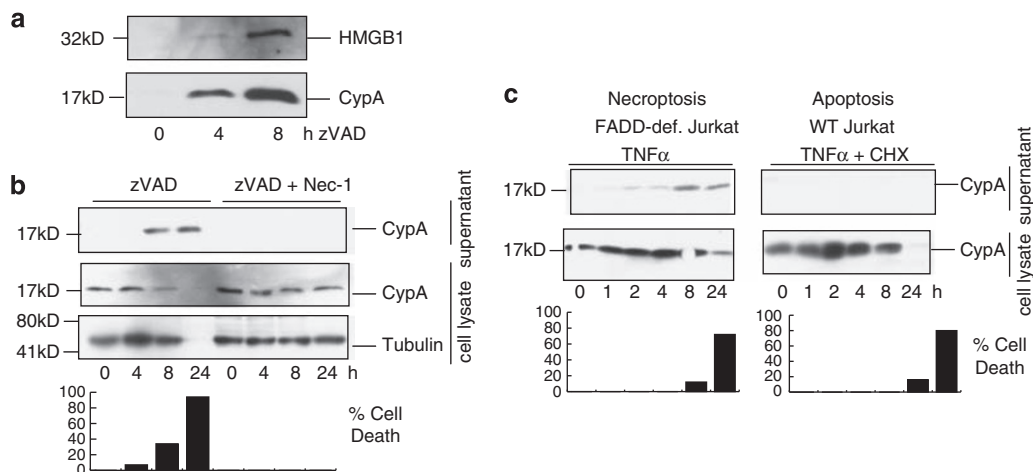 a
32kD
HMGB1
17kD
CypA
0 4 8 h zVAD
b
zVAD zVAD + Nec-1
17kD
CypA
supernatant
17kD
CypA
80kD
41kD
Tubulin
cell lysate
0 4 8 24 0 4 8 24 h
100
80
60
40
20
0
% Cell
Death
c
Necroptosis Apoptosis
FADD-def. Jurkat WT Jurkat
TNFα TNFα + CHX
17kD
CypA
supernatant
17kD
CypA
cell lysate
0 1 2 4 8 24 0 1 2 4 8 24 h
100
80
60
40
20
0
100
80
60
40
20
0
% Cell
Death